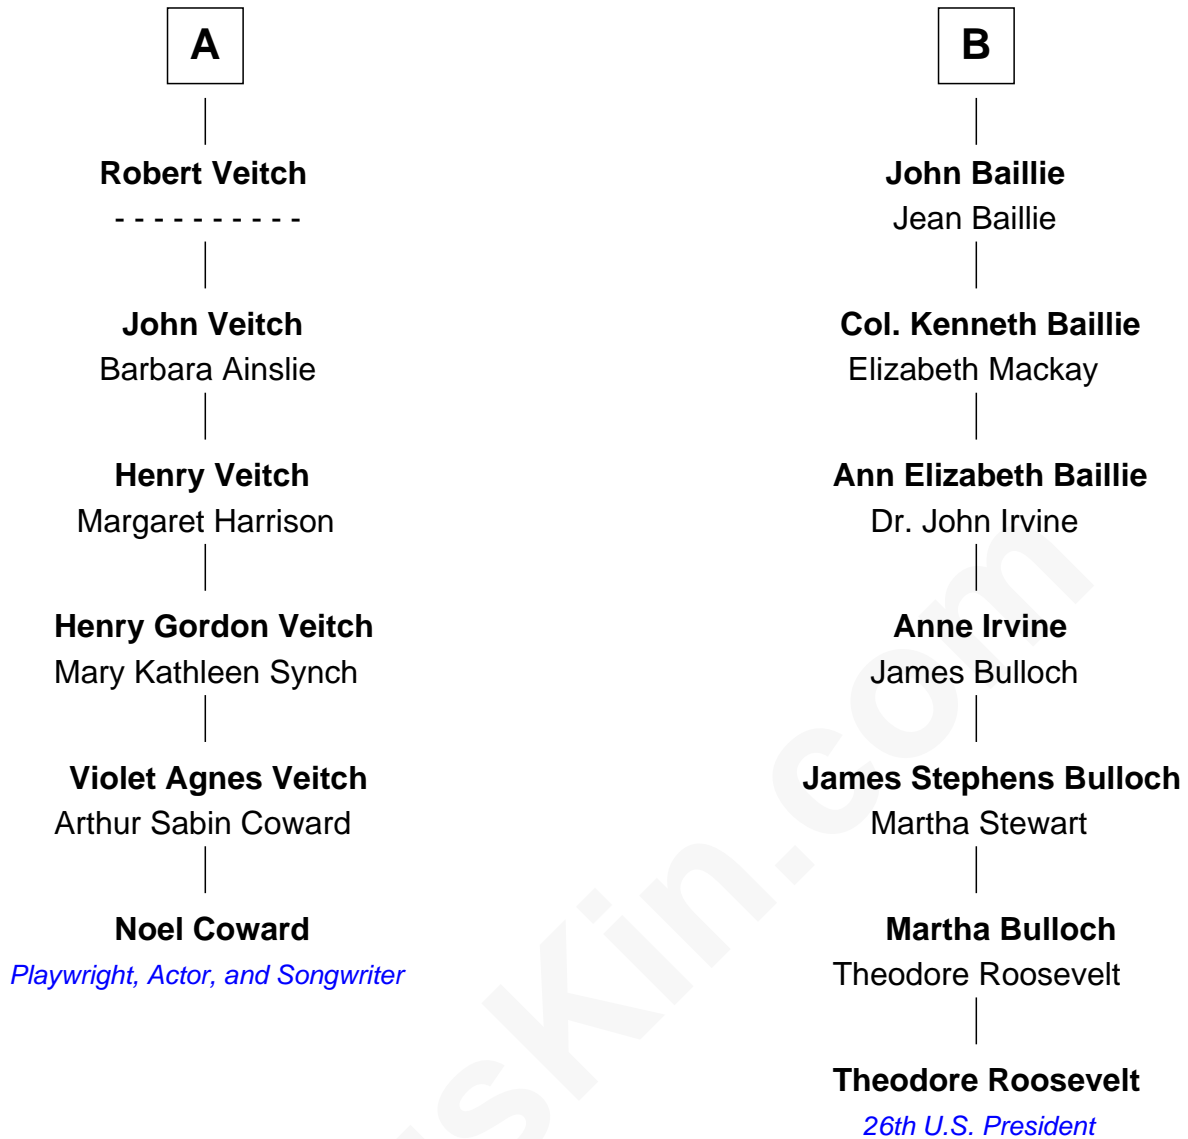 A
Robert Veitch
- - - - - - - - - -
John Veitch
Barbara Ainslie
Henry Veitch
Margaret Harrison
Henry Gordon Veitch
Mary Kathleen Synch
Violet Agnes Veitch
Arthur Sabin Coward
Noel Coward
Playwright, Actor, and Songwriter
B
John Baillie
Jean Baillie
Col. Kenneth Baillie
Elizabeth Mackay
Ann Elizabeth Baillie
Dr. John Irvine
Anne Irvine
James Bulloch
James Stephens Bulloch
Martha Stewart
Martha Bulloch
Theodore Roosevelt
Theodore Roosevelt
26th U.S. President